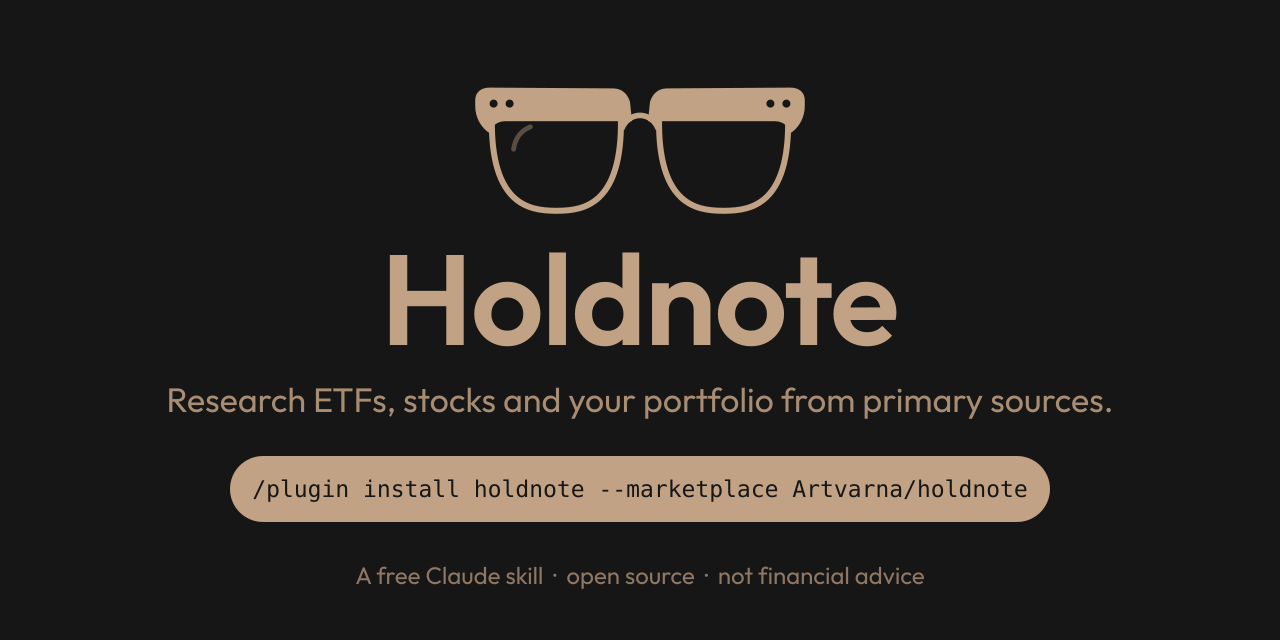 Holdnote
Research ETFs, stocks and your portfolio from primary sources.
/plugin install holdnote --marketplace Artvarna/holdnote
A free Claude skill · open source · not financial advice